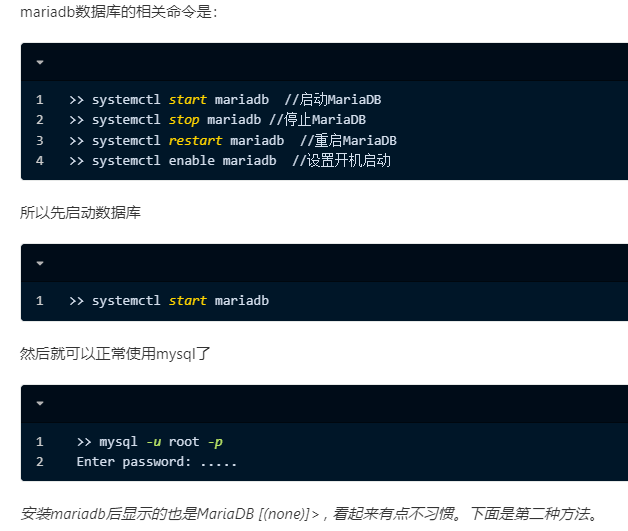 mariadb数据库的相关命令是：
1 >> systemctl start mariadb //启动MariaDB
2 >> systemctl stop mariadb //停止MariaDB
3 >> systemctl restart mariadb //重启MariaDB
4 >> systemctl enable mariadb //设置开机启动
所以先启动数据库
1 >> systemctl start mariadb
然后就可以正常使用mysql了
1 >> mysql -u root -p
2 Enter password: .....
安装mariadb后显示的也是MariaDB [(none)]> , 看起来有点不习惯。下面是第二种方法。